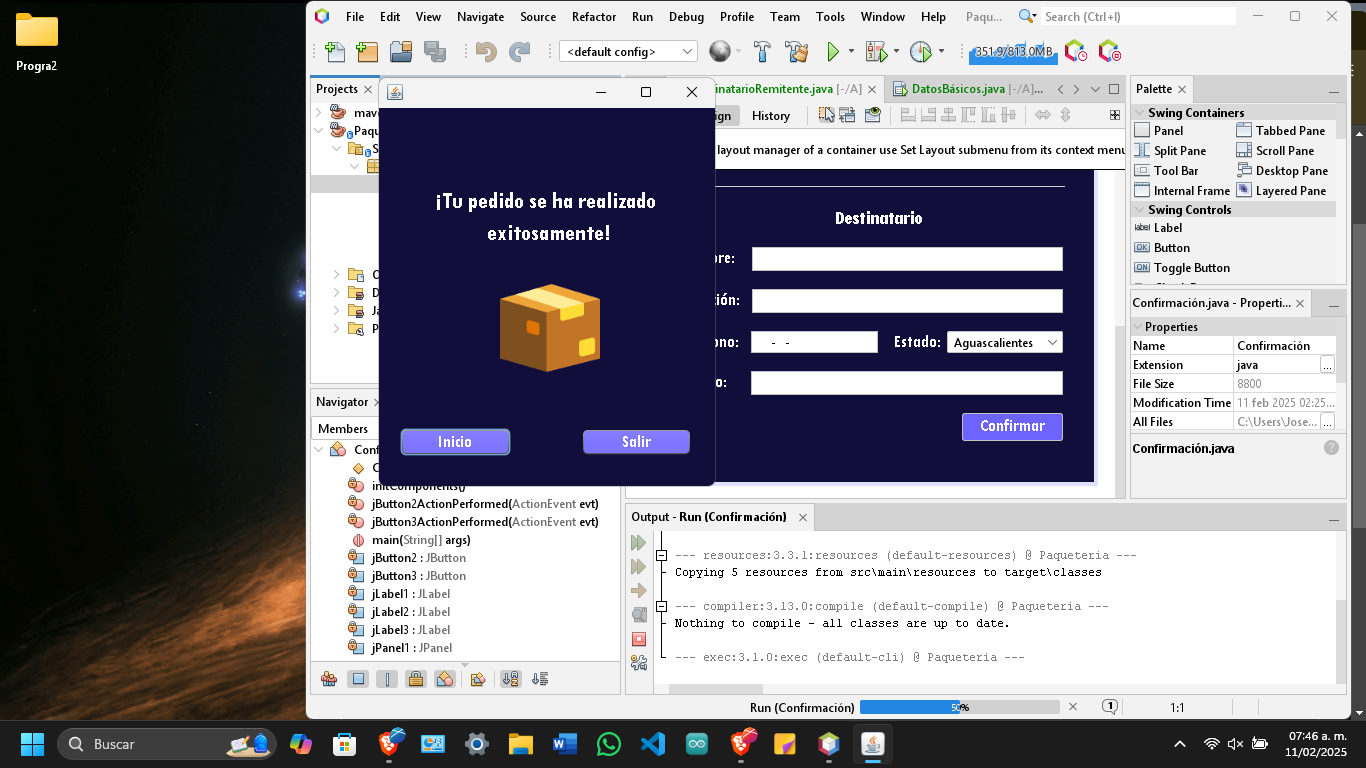 Progra2
File Edit View Navigate Source Refactor Run Debug Profile Team Tools Window Help Paqu... Search (Ctrl+I)
<default config> 351.9/813.0MB
Projects
inatarioRemitente.java [-/A] DatosBásicos.java [-/A]...
gn History
layout manager of a container use Set Layout submenu from its context menu
mav
Paqu
S
¡Tu pedido se ha realizado
exitosamente!
Inicio Salir
Destinatario
bre:
ción:
ono: - - Estado: Aguascalientes
o:
Confirmar
Palette
Swing Containers
Panel Tabbed Pane
Split Pane Scroll Pane
Tool Bar Desktop Pane
Internal Frame Layered Pane
Swing Controls
label Label
OK Button
ON Toggle Button
Confirmación.java - Properti...
Properties
Name Confirmación
Extension java ...
File Size 8800
Modification Time 11 feb 2025 02:25...
All Files C:\Users\Jose... ...
Confirmación.java
Navigator
Members
Conf
C
initComponents()
jButton2ActionPerformed(ActionEvent evt)
jButton3ActionPerformed(ActionEvent evt)
main(String[] args)
jButton2 : JButton
jButton3 : JButton
jLabel1 : JLabel
jLabel2 : JLabel
jLabel3 : JLabel
jPanel1 : JPanel
Output - Run (Confirmación)
--- resources:3.3.1:resources (default-resources) @ Paqueteria ---
Copying 5 resources from src\main\resources to target\classes
--- compiler:3.13.0:compile (default-compile) @ Paqueteria ---
Nothing to compile - all classes are up to date.
--- exec:3.1.0:exec (default-cli) @ Paqueteria ---
Run (Confirmación) 50% 1 1:1
Buscar
07:46 a. m.
11/02/2025